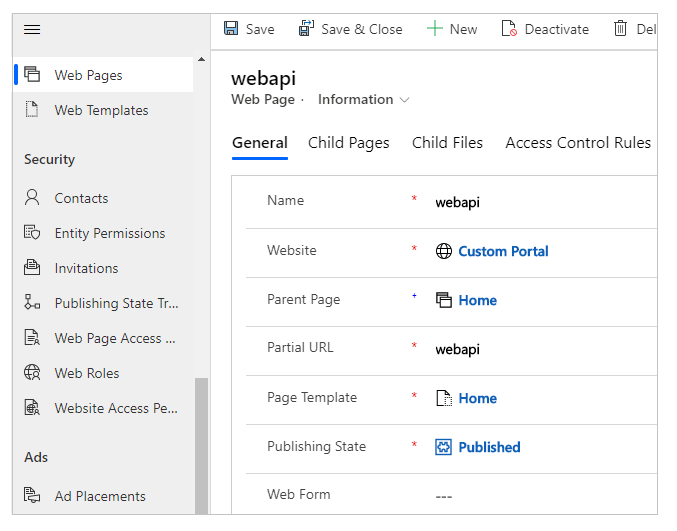 Save
Save & Close
New
Deactivate
Del
webapi
Web Page · Information
General
Child Pages
Child Files
Access Control Rules
Web Pages
Web Templates
Security
Contacts
Entity Permissions
Invitations
Publishing State Tr...
Web Page Access ...
Web Roles
Website Access Pe...
Ads
Ad Placements
Name * webapi
Website * Custom Portal
Parent Page + Home
Partial URL * webapi
Page Template * Home
Publishing State * Published
Web Form ---